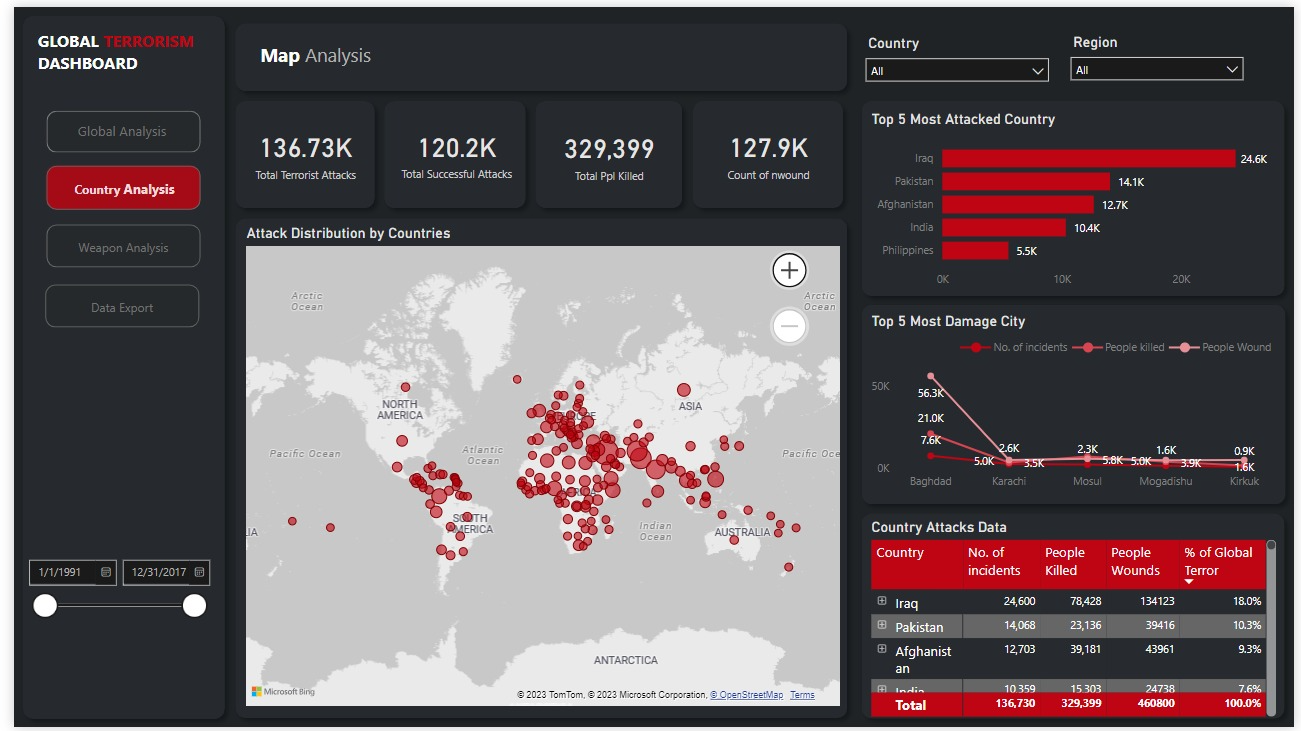 GLOBAL TERRORISM
DASHBOARD
Global Analysis
Country Analysis
Weapon Analysis
Data Export
1/1/1991
12/31/2017
Map Analysis
136.73K
Total Terrorist Attacks
120.2K
Total Successful Attacks
329,399
Total Ppl Killed
127.9K
Count of nwound
Attack Distribution by Countries
Arctic
Ocean
Arctic
Ocean
NORTH
AMERICA
ASIA
Pacific Ocean
Atlantic
Ocean
Pacific Oce
SOUTH
AMERICA
Indian
Ocean
IA
AUSTRALIA
ANTARCTICA
Microsoft Bing
© 2023 TomTom, © 2023 Microsoft Corporation, © OpenStreetMap Terms
Country
All
Region
All
Top 5 Most Attacked Country
Iraq 24.6K
Pakistan 14.1K
Afghanistan 12.7K
India 10.4K
Philippines 5.5K
0K 10K 20K
Top 5 Most Damage City
No. of incidents People killed People Wound
50K
0K
56.3K
21.0K
7.6K
2.6K
5.0K
3.5K
2.3K
5.8K
5.0K
1.6K
3.9K
0.9K
1.6K
Baghdad Karachi Mosul Mogadishu Kirkuk
Country Attacks Data
Country No. of incidents People Killed People Wounds % of Global Terror
Iraq 24,600 78,428 134123 18.0%
Pakistan 14,068 23,136 39416 10.3%
Afghanist
an 12,703 39,181 43961 9.3%
India 10,359 15,303 24738 7.6%
Total 136,730 329,399 460800 100.0%